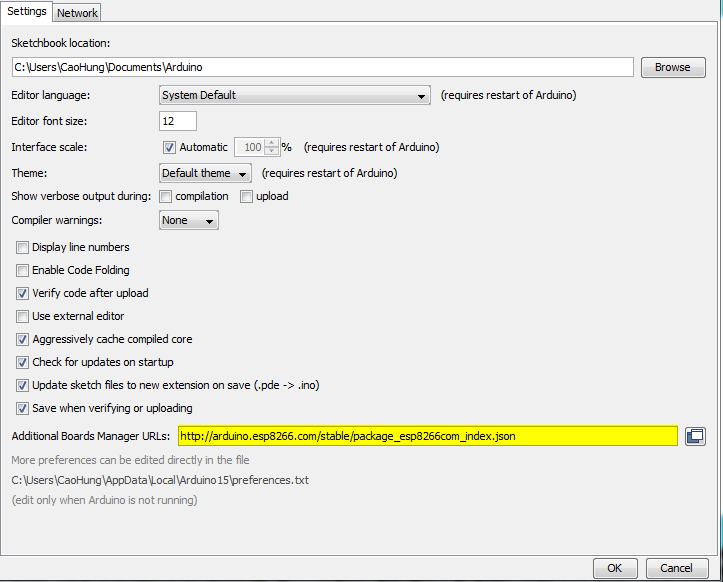 Settings Network
Sketchbook location:
C:\Users\CaoHung\Documents\Arduino Browse
Editor language: System Default (requires restart of Arduino)
Editor font size: 12
Interface scale: Automatic 100 % (requires restart of Arduino)
Theme: Default theme (requires restart of Arduino)
Show verbose output during: compilation upload
Compiler warnings: None
Display line numbers
Enable Code Folding
Verify code after upload
Use external editor
Aggressively cache compiled core
Check for updates on startup
Update sketch files to new extension on save (.pde -> .ino)
Save when verifying or uploading
Additional Boards Manager URLs: http://arduino.esp8266.com/stable/package_esp8266com_index.json
More preferences can be edited directly in the file
C:\Users\CaoHung\AppData\Local\Arduino15\preferences.txt
(edit only when Arduino is not running)
OK Cancel